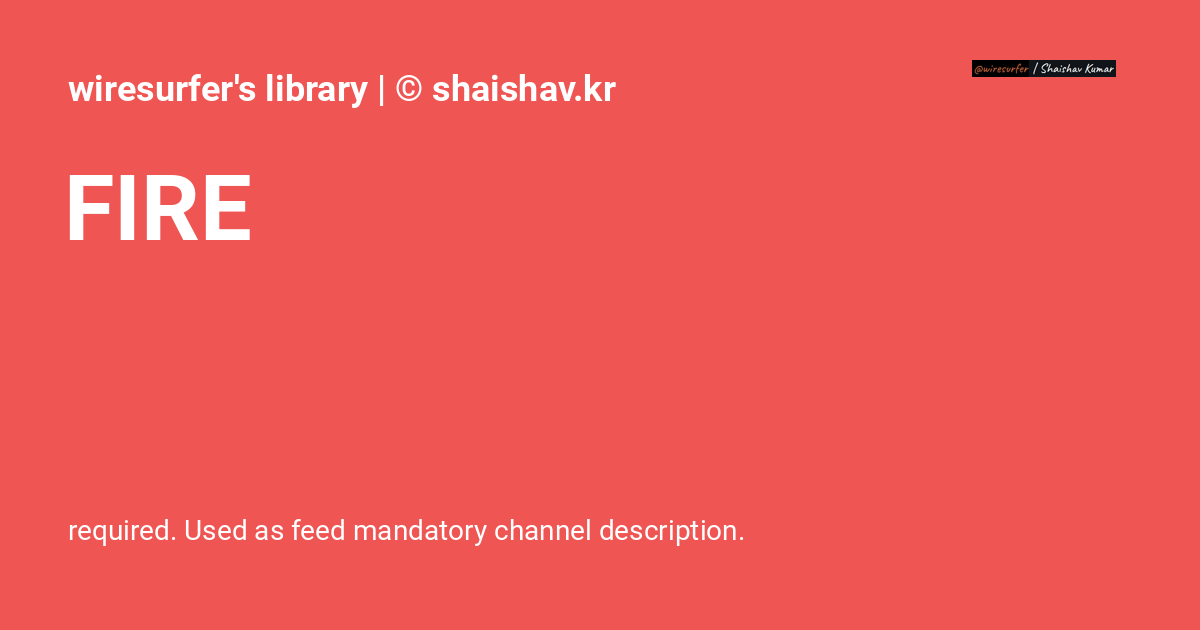 wiresurfer's library | © shaishav.kr
@wiresurfer | Shaishav Kumar
FIRE
required. Used as feed mandatory channel description.